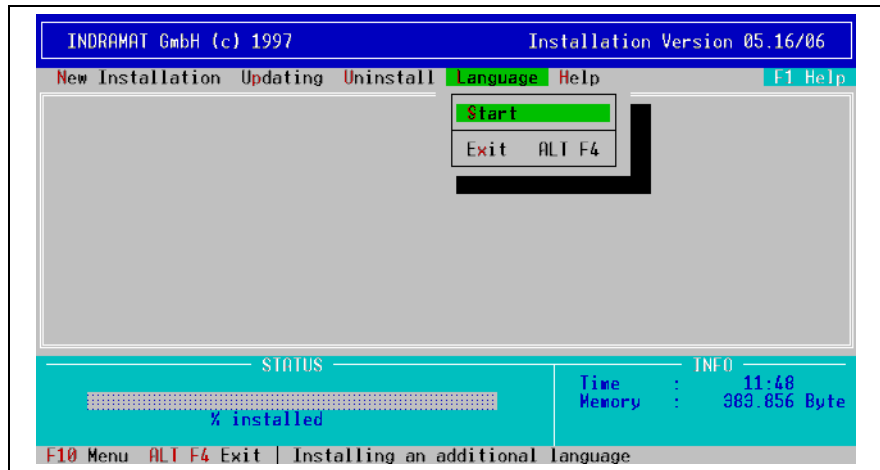 INDRAMAT GmbH (c) 1997 Installation Version 05.16/06
New Installation Updating Uninstall Language Help F1 Help
Start
Exit ALT F4
STATUS
INFO
Time : 11:48
Memory : 383.856 Byte
% installed
F10 Menu ALT F4 Exit | Installing an additional language